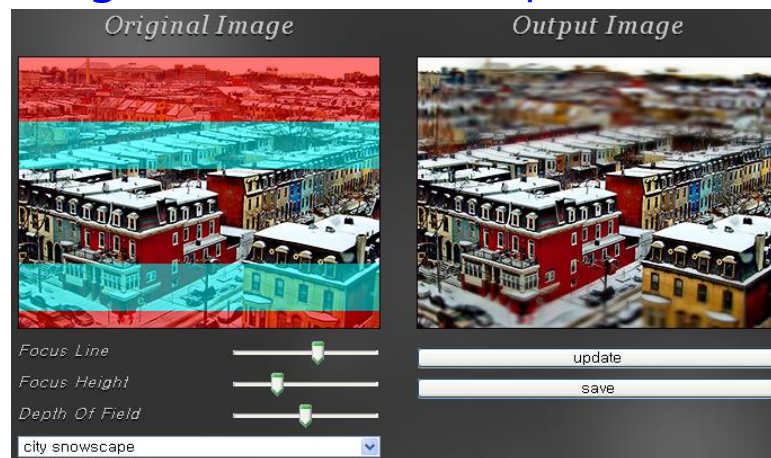 Original Image
Output Image
Focus Line
Focus Height
Depth Of Field
city snowscape
update
save